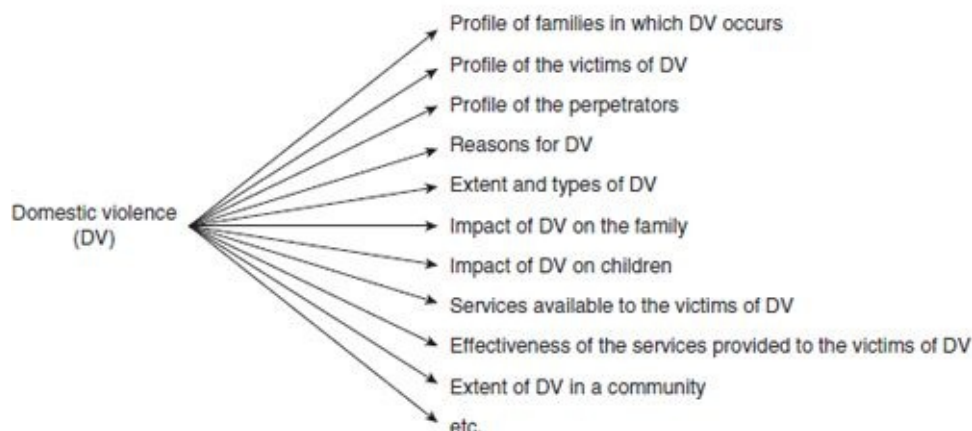 Profile of families in which DV occurs
Profile of the victims of DV
Profile of the perpetrators
Reasons for DV
Extent and types of DV
Domestic violence
(DV)
Impact of DV on the family
Impact of DV on children
Services available to the victims of DV
Effectiveness of the services provided to the victims of DV
Extent of DV in a community
etc.